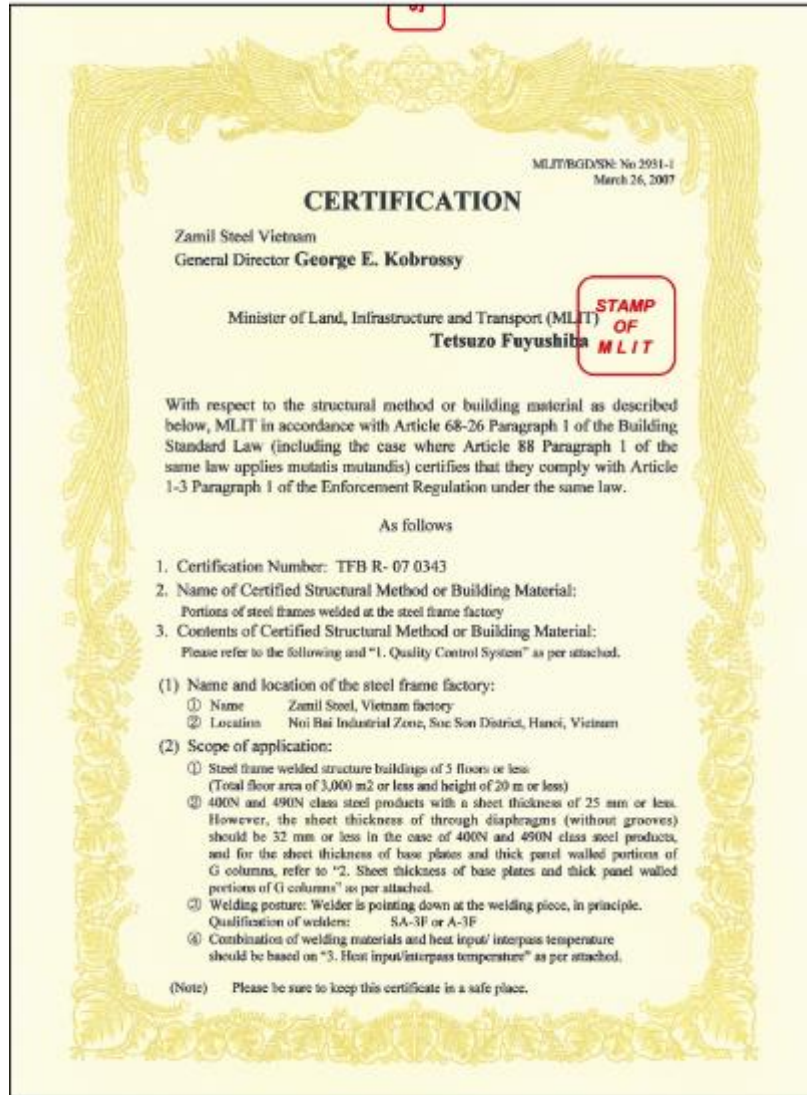 MLIT/BGD/SN: No 2931-1
March 26, 2007
CERTIFICATION
Zamil Steel Vietnam
General Director George E. Kobrossy
Minister of Land, Infrastructure and Transport (MLIT)
Tetsuzo Fuyushiba
STAMP
OF
MLIT
With respect to the structural method or building material as described
below, MLIT in accordance with Article 68-26 Paragraph 1 of the Building
Standard Law (including the case where Article 88 Paragraph 1 of the
same law applies mutatis mutandis) certifies that they comply with Article
1-3 Paragraph 1 of the Enforcement Regulation under the same law.
As follows
1. Certification Number: TFB R- 07 0343
2. Name of Certified Structural Method or Building Material:
Portions of steel frames welded at the steel frame factory
3. Contents of Certified Structural Method or Building Material:
Please refer to the following and "1. Quality Control System" as per attached.
(1) Name and location of the steel frame factory:
① Name Zamil Steel, Vietnam factory
② Location Noi Bai Industrial Zone, Soc Son District, Hanoi, Vietnam
(2) Scope of application:
① Steel frame welded structure buildings of 5 floors or less
(Total floor area of 3,000 m2 or less and height of 20 m or less)
② 400N and 490N class steel products with a sheet thickness of 25 mm or less.
However, the sheet thickness of through diaphragms (without grooves)
should be 32 mm or less in the case of 400N and 490N class steel products,
and for the sheet thickness of base plates and thick panel walled portions of
G columns, refer to "2. Sheet thickness of base plates and thick panel walled
portions of G columns" as per attached.
③ Welding posture: Welder is pointing down at the welding piece, in principle.
Qualification of welders: SA-3F or A-3F
④ Combination of welding materials and heat input/ interpass temperature
should be based on "3. Heat input/interpass temperature" as per attached.
(Note) Please be sure to keep this certificate in a safe place.